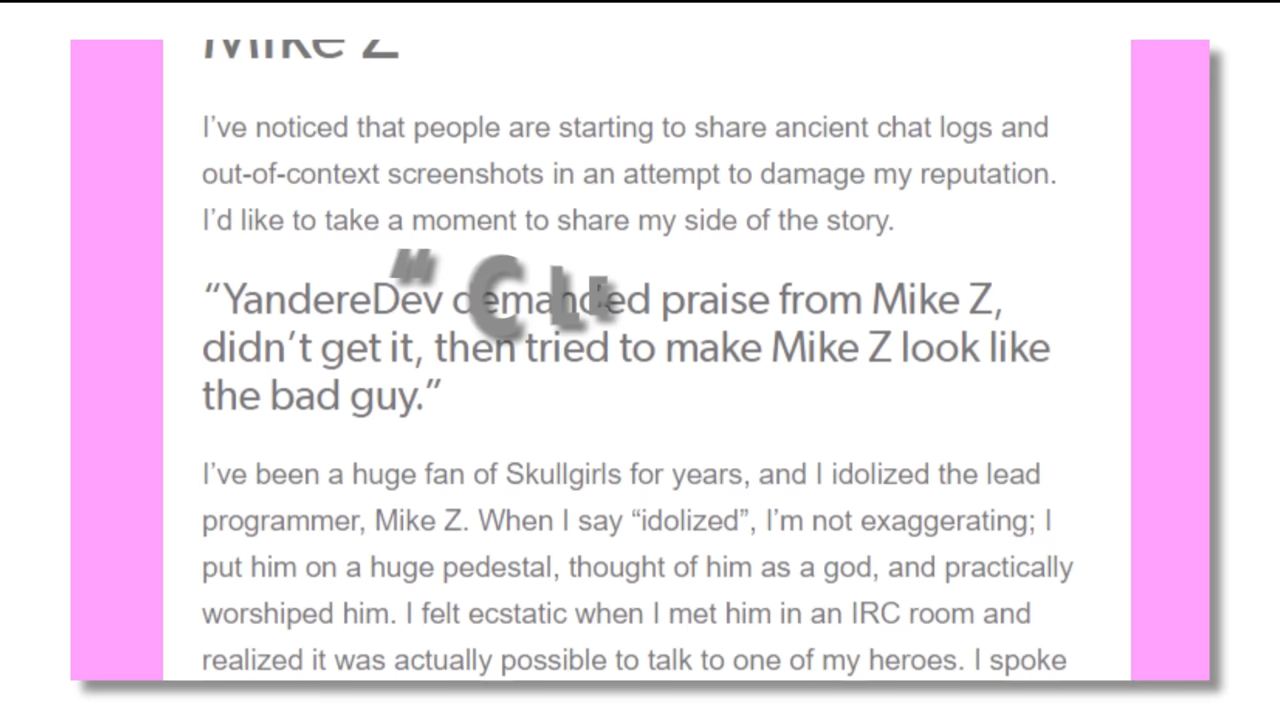 Mike Z
I’ve noticed that people are starting to share ancient chat logs and
out-of-context screenshots in an attempt to damage my reputation.
I’d like to take a moment to share my side of the story.
“YandereDev demanded praise from Mike Z,
didn’t get it, then tried to make Mike Z look like
the bad guy.”
I’ve been a huge fan of Skullgirls for years, and I idolized the lead
programmer, Mike Z. When I say “idolized”, I’m not exaggerating; I
put him on a huge pedestal, thought of him as a god, and practically
worshiped him. I felt ecstatic when I met him in an IRC room and
realized it was actually possible to talk to one of my heroes. I spoke